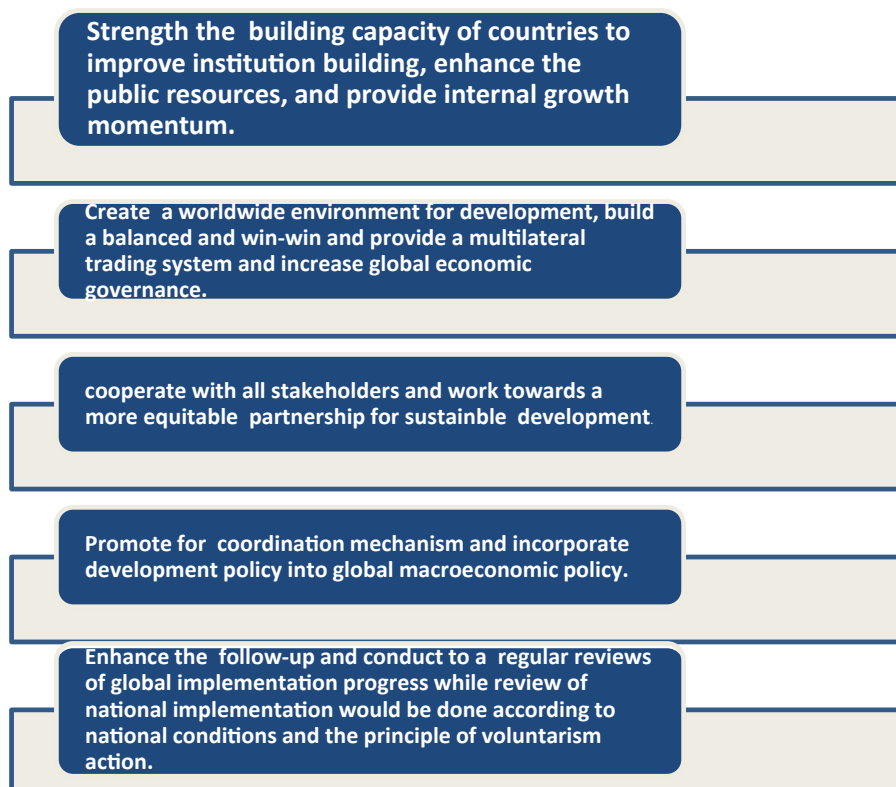 Strength the building capacity of countries to
improve institution building, enhance the
public resources, and provide internal growth
momentum.
Create a worldwide environment for development, build
a balanced and win-win and provide a multilateral
trading system and increase global economic
governance.
cooperate with all stakeholders and work towards a
more equitable partnership for sustainble development.
Promote for coordination mechanism and incorporate
development policy into global macroeconomic policy.
Enhance the follow-up and conduct to a regular reviews
of global implementation progress while review of
national implementation would be done according to
national conditions and the principle of voluntarism
action.